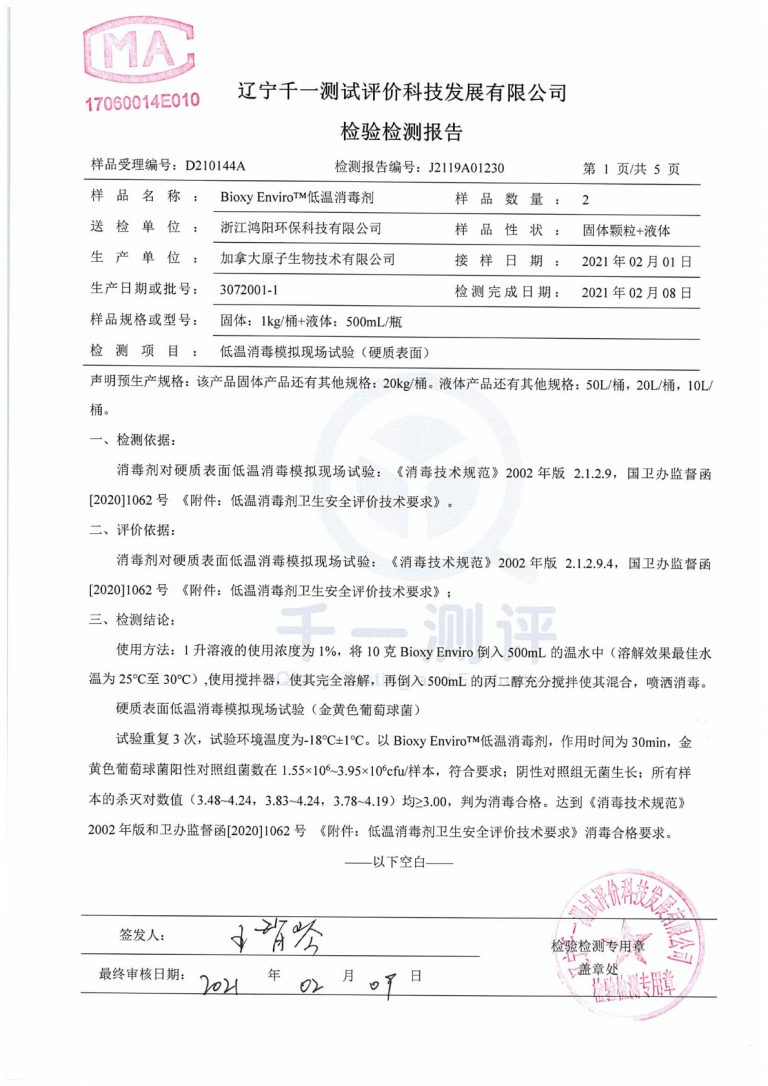 MA
17060014E010
辽宁千一测试评价科技发展有限公司
检验检测报告
样品受理编号：D210144A 检测报告编号：J2119A01230 第 1 页/共 5 页
样品名称： Bioxy Enviro™低温消毒剂 样品数量： 2
送检单位： 浙江鸿阳环保科技有限公司 样品性状： 固体颗粒+液体
生产单位： 加拿大原子生物技术有限公司 接样日期： 2021 年 02 月 01 日
生产日期或批号： 3072001-1 检测完成日期： 2021 年 02 月 08 日
样品规格或型号： 固体：1kg/桶+液体：500mL/瓶
检测项目： 低温消毒模拟现场试验（硬质表面）
声明预生产规格：该产品固体产品还有其他规格：20kg/桶。液体产品还有其他规格：50L/桶，20L/桶，10L/
桶。
一、检测依据：
消毒剂对硬质表面低温消毒模拟现场试验：《消毒技术规范》2002 年版 2.1.2.9，国卫办监督函
[2020]1062 号 《附件：低温消毒剂卫生安全评价技术要求》。
二、评价依据：
消毒剂对硬质表面低温消毒模拟现场试验：《消毒技术规范》2002 年版 2.1.2.9.4，国卫办监督函
[2020]1062 号 《附件：低温消毒剂卫生安全评价技术要求》；
三、检测结论：
千一测评
使用方法：1 升溶液的使用浓度为 1%，将 10 克 Bioxy Enviro 倒入 500mL 的温水中（溶解效果最佳水
温为 25℃至 30℃）,使用搅拌器，使其完全溶解，再倒入 500mL 的丙二醇充分搅拌使其混合，喷洒消毒。
硬质表面低温消毒模拟现场试验（金黄色葡萄球菌）
试验重复 3 次，试验环境温度为-18℃±1℃。以 Bioxy Enviro™低温消毒剂，作用时间为 30min，金
黄色葡萄球菌阳性对照组菌数在 1.55×10⁶~3.95×10⁶cfu/样本，符合要求；阴性对照组无菌生长；所有样
本的杀灭对数值（3.48~4.24，3.83~4.24，3.78~4.19）均≥3.00，判为消毒合格。达到《消毒技术规范》
2002 年版和卫办监督函[2020]1062 号 《附件：低温消毒剂卫生安全评价技术要求》消毒合格要求。
——以下空白——
签发人：
检验检测专用章
盖章处
辽宁千一测试评价科技发展有限公司
检验检测专用章
最终审核日期： 2021 年 02 月 09 日